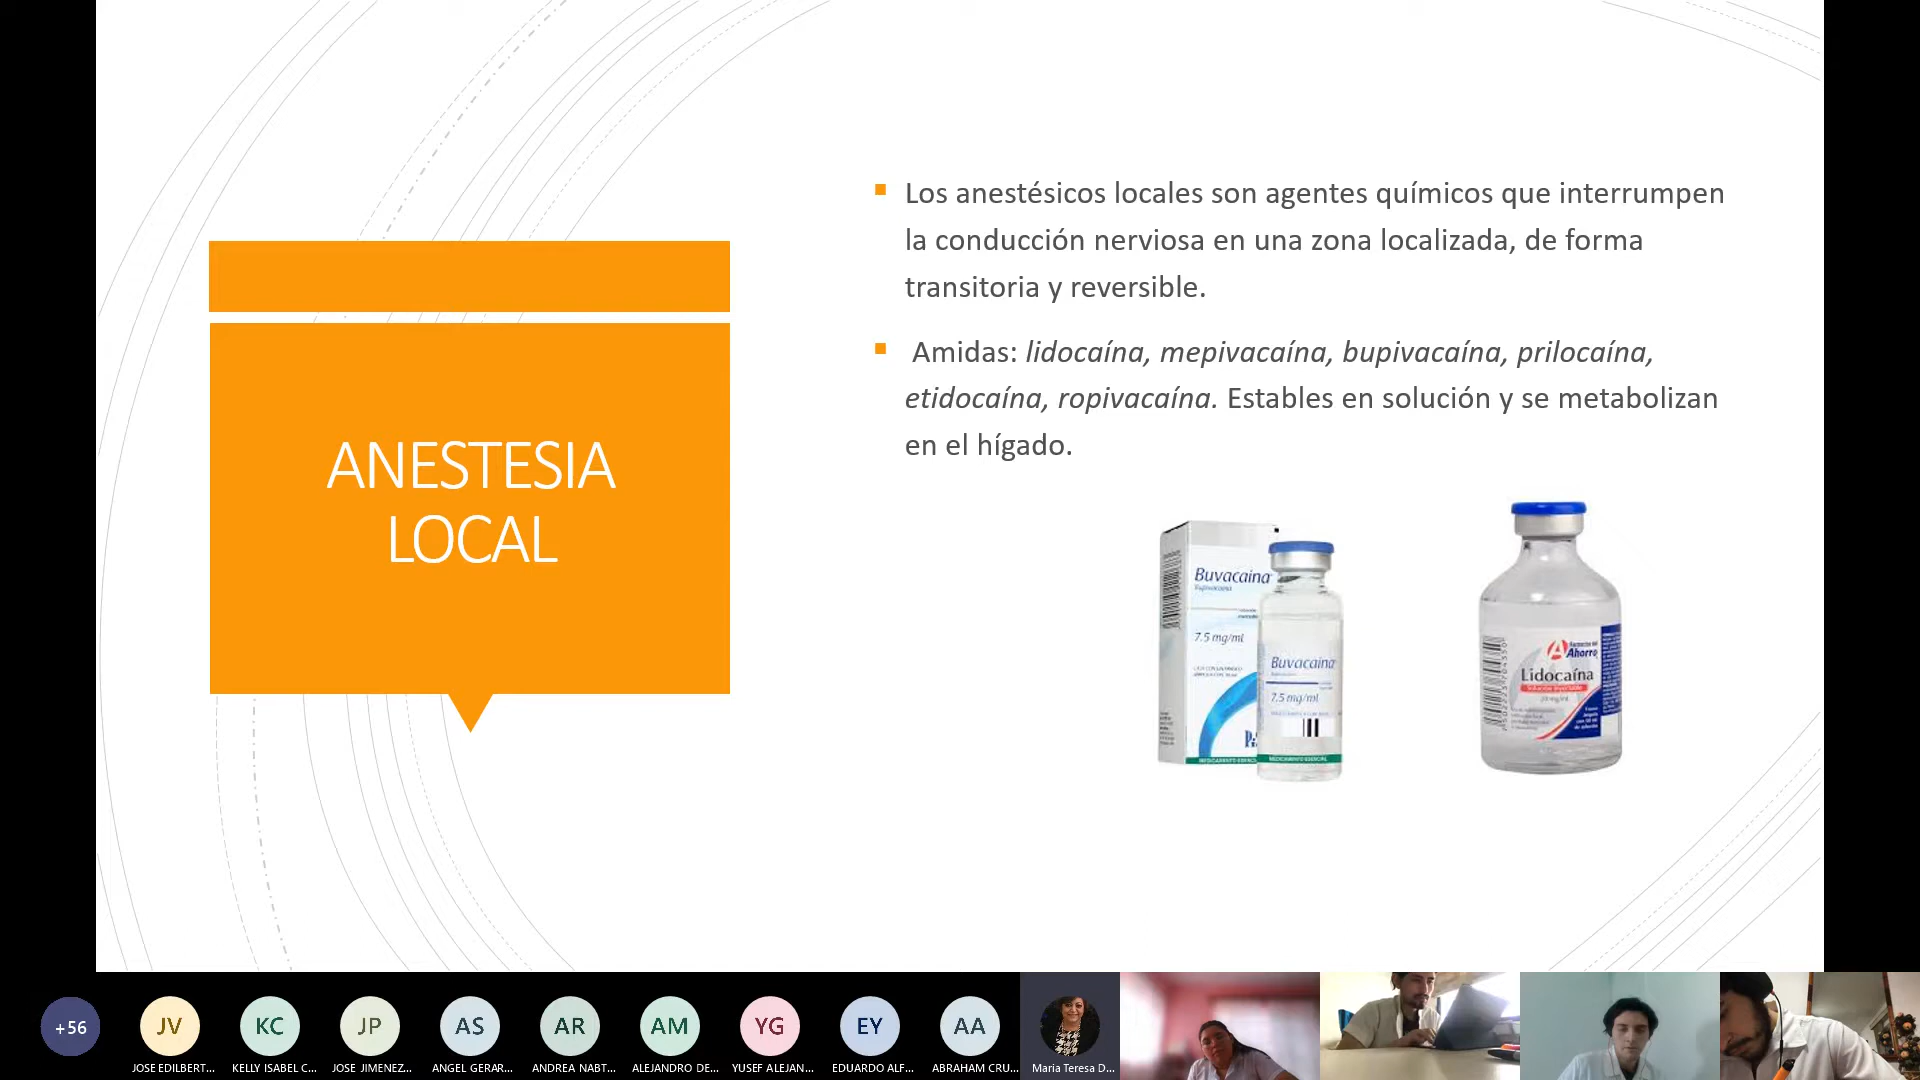 ANESTESIA
LOCAL
Los anestésicos locales son agentes químicos que interrumpen
la conducción nerviosa en una zona localizada, de forma
transitoria y reversible.
Amidas: lidocaína, mepivacaína, bupivacaína, prilocaína,
etidocaína, ropivacaína. Estables en solución y se metabolizan
en el hígado.
Buvacaina
7.5 mg/ml
Buvacaina
7.5 mg/ml
MEDICAMENTO ESENCIAL
Ahorro
Lidocaína
+56
JV
KC
JP
AS
AR
AM
YG
EY
AA
JOSE EDILBERT...
KELLY ISABEL C...
JOSE JIMENEZ...
ANGEL GERAR...
ANDREA NABT...
ALEJANDRO DE...
YUSEF ALEJAN...
EDUARDO ALF...
ABRAHAM CRU...
Maria Teresa D...